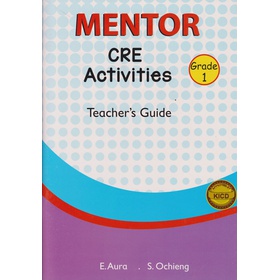 MENTOR
CRE
Activities
Grade
1
Teacher's Guide
KICD
E. Aura . S. Ochieng